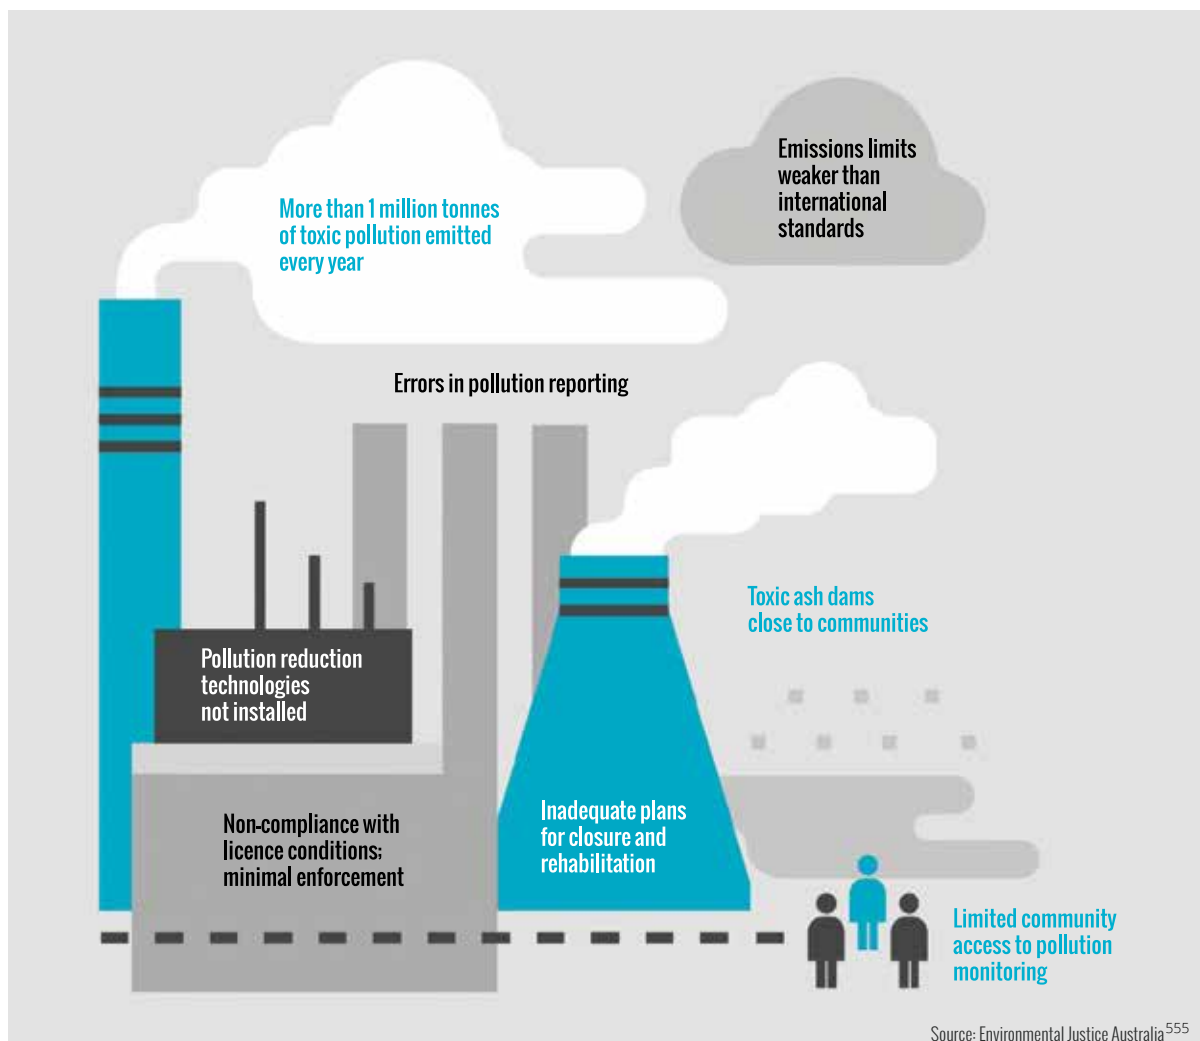 Emissions limits
weaker than
international
standards
More than 1 million tonnes
of toxic pollution emitted
every year
Errors in pollution reporting
Toxic ash dams
close to communities
Pollution reduction
technologies
not installed
Non-compliance with
licence conditions;
minimal enforcement
Inadequate plans
for closure and
rehabilitation
Limited community
access to pollution
monitoring
Source: Environmental Justice Australia555